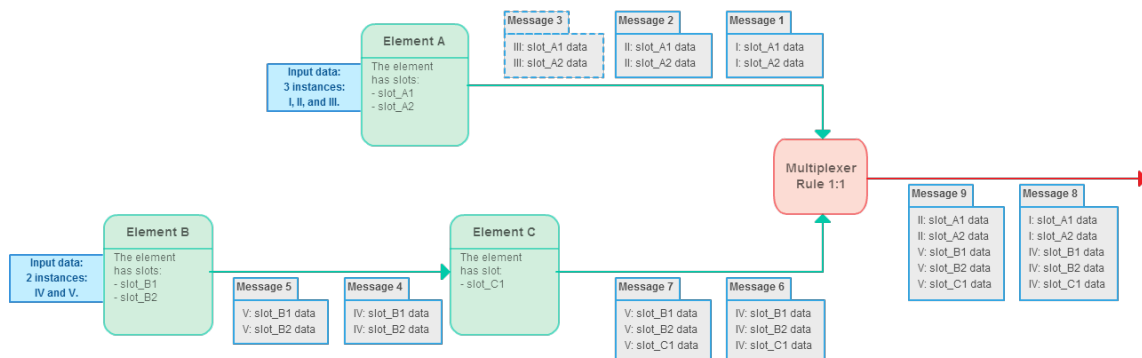 Message 3
III: slot_A1 data
III: slot_A2 data
Message 2
II: slot_A1 data
II: slot_A2 data
Message 1
I: slot_A1 data
I: slot_A2 data
Input data:
3 instances:
I, II, and III.
Element A
The element
has slots:
- slot_A1
- slot_A2
Multiplexer
Rule 1:1
Message 9
II: slot_A1 data
II: slot_A2 data
V: slot_B1 data
V: slot_B2 data
V: slot_C1 data
Message 8
I: slot_A1 data
I: slot_A2 data
IV: slot_B1 data
IV: slot_B2 data
IV: slot_C1 data
Input data:
2 instances:
IV and V.
Element B
The element
has slots:
- slot_B1
- slot_B2
Message 5
V: slot_B1 data
V: slot_B2 data
Message 4
IV: slot_B1 data
IV: slot_B2 data
Element C
The element
has slot:
- slot_C1
Message 7
V: slot_B1 data
V: slot_B2 data
V: slot_C1 data
Message 6
IV: slot_B1 data
IV: slot_B2 data
IV: slot_C1 data